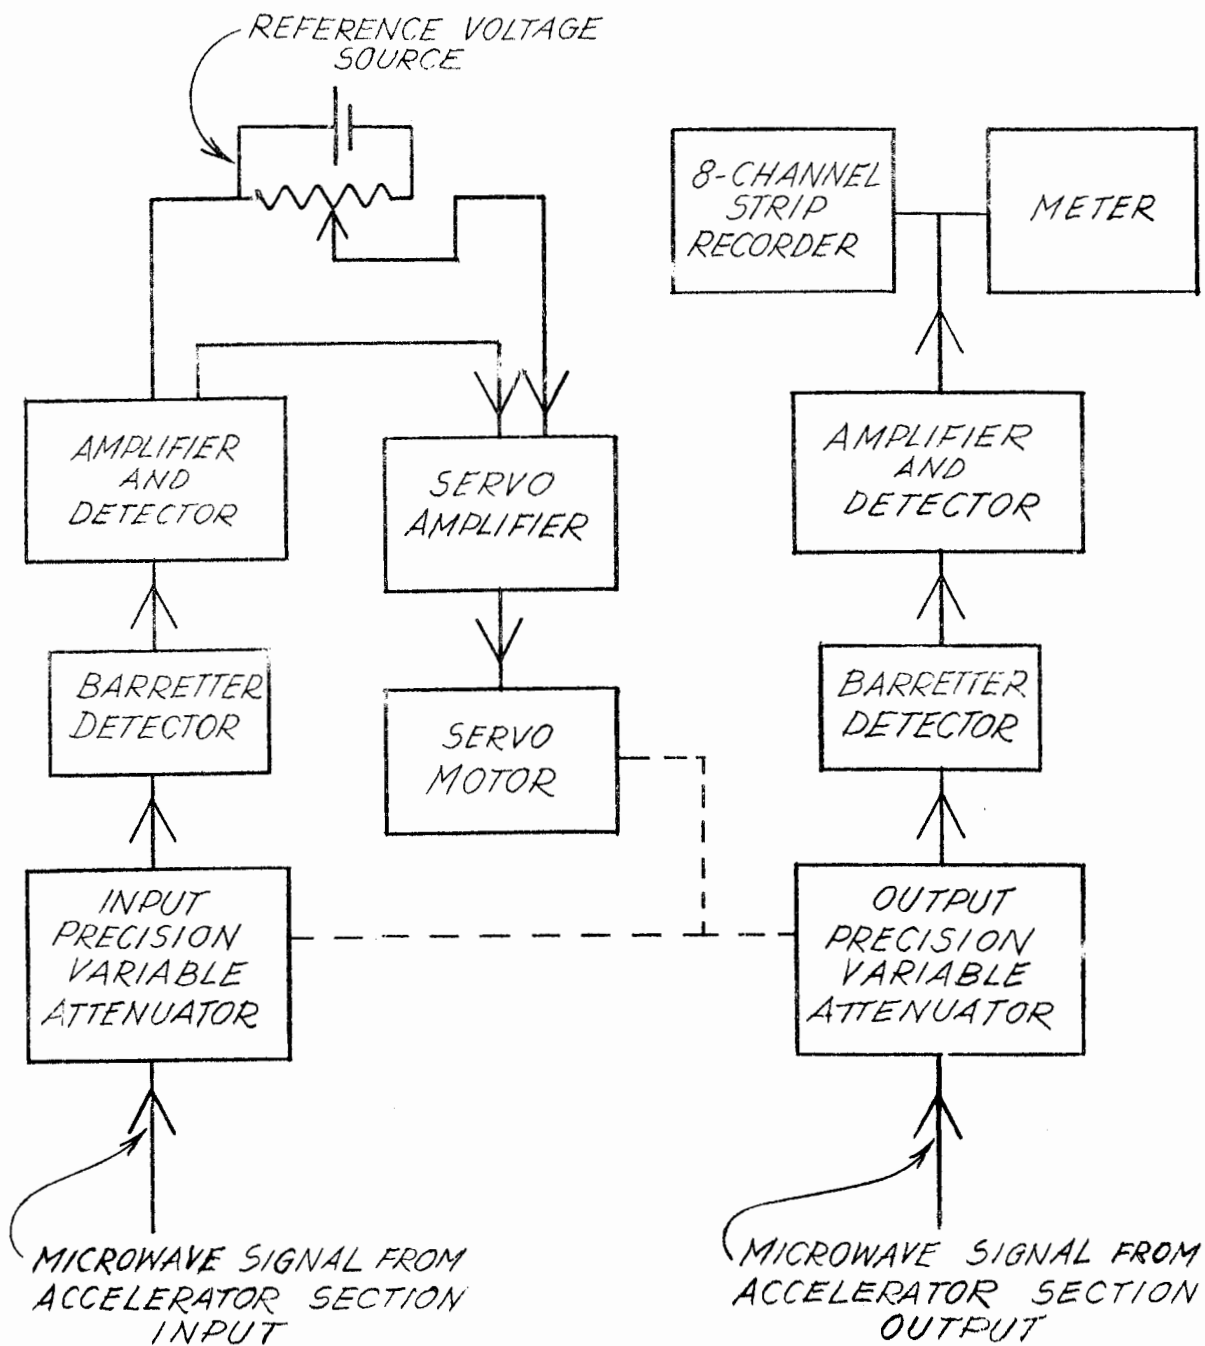 REFERENCE VOLTAGE
SOURCE
8-CHANNEL
STRIP
RECORDER
METER
AMPLIFIER
AND
DETECTOR
SERVO
AMPLIFIER
AMPLIFIER
AND
DETECTOR
BARRETTER
DETECTOR
SERVO
MOTOR
BARRETTER
DETECTOR
INPUT
PRECISION
VARIABLE
ATTENUATOR
OUTPUT
PRECISION
VARIABLE
ATTENUATOR
MICROWAVE SIGNAL FROM
ACCELERATOR SECTION
INPUT
MICROWAVE SIGNAL FROM
ACCELERATOR SECTION
OUTPUT